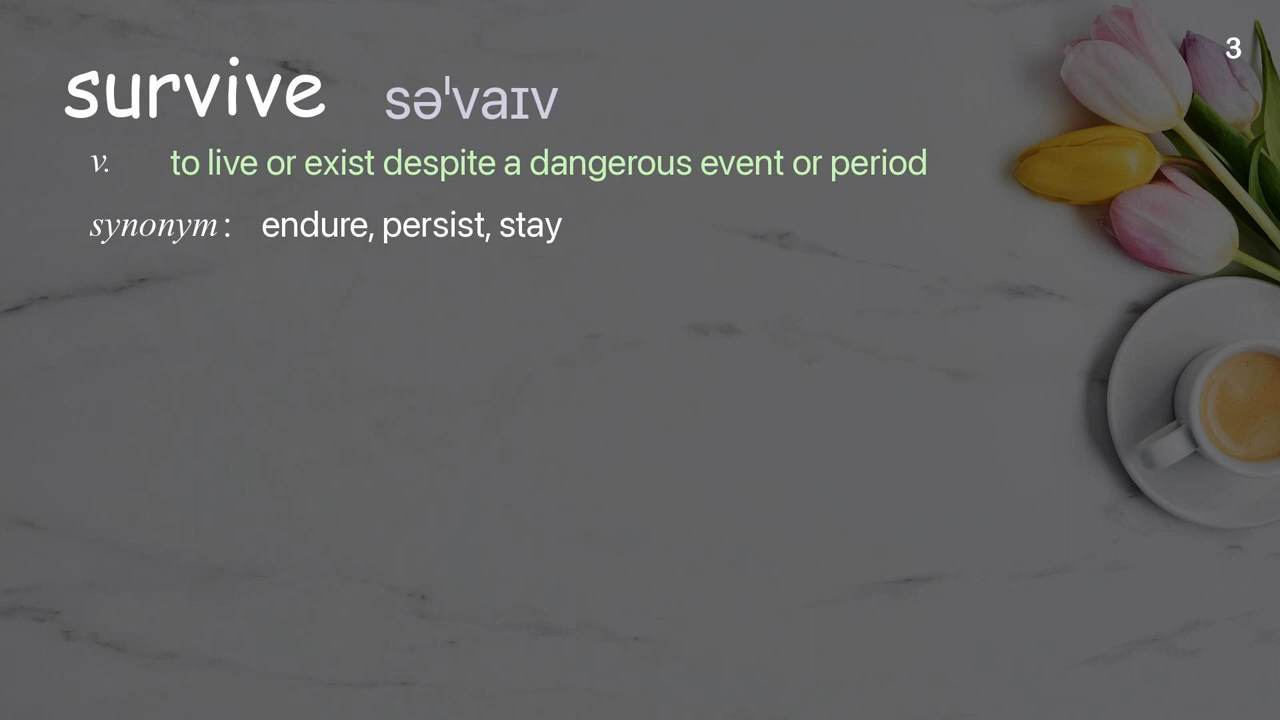 3
survive səˈvaɪv
v. to live or exist despite a dangerous event or period
synonym : endure, persist, stay